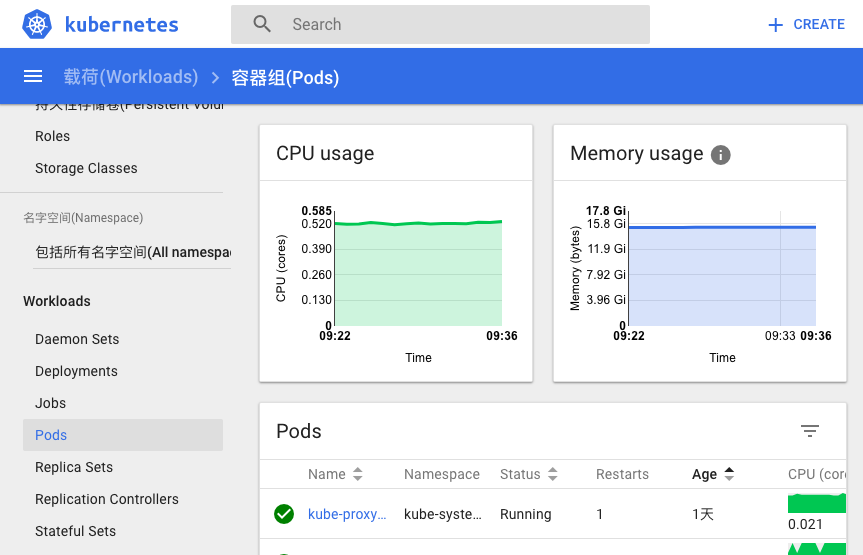 kubernetes
Search
CREATE
载荷(Workloads) > 容器组(Pods)
持久性存储卷(Persistent Volu
Roles
Storage Classes
名字空间(Namespace)
包括所有名字空间(All namespa
Workloads
Daemon Sets
Deployments
Jobs
Pods
Replica Sets
Replication Controllers
Stateful Sets
CPU usage
0.585
0.520
0.390
0.260
0.130
0
CPU (cores)
09:22
09:36
Time
Memory usage
17.8 Gi
15.8 Gi
11.9 Gi
7.92 Gi
3.96 Gi
0
Memory (bytes)
09:22
09:33
09:36
Time
Pods
Name Namespace Status Restarts Age CPU (cor
kube-proxy... kube-syste... Running 1 1天
0.021